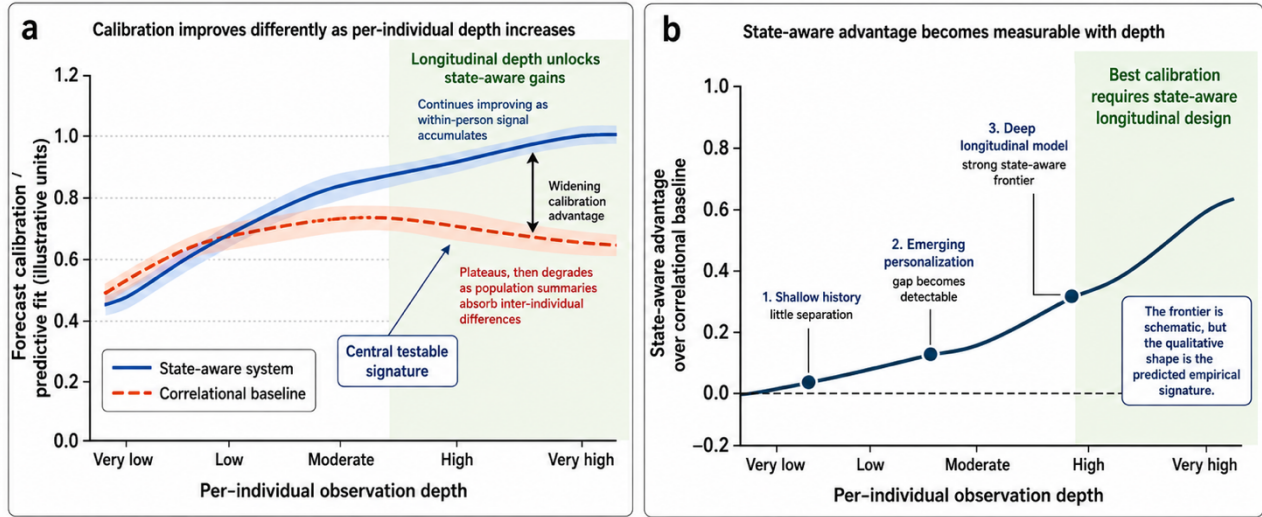 a
Calibration improves differently as per-individual depth increases
Longitudinal depth unlocks
state-aware gains
Continues improving as
within-person signal
accumulates
Widening
calibration
advantage
Plateaus, then degrades
as population summaries
absorb inter-individual
differences
Central testable
signature
State-aware system
Correlational baseline
Forecast calibration /
predictive fit (illustrative units)
1.2
1.0
0.8
0.6
0.4
0.2
0.0
Very low
Low
Moderate
High
Very high
Per-individual observation depth
b
State-aware advantage becomes measurable with depth
Best calibration
requires state-aware
longitudinal design
3. Deep
longitudinal model
strong state-aware
frontier
2. Emerging
personalization
gap becomes
detectable
1. Shallow history
little separation
The frontier is
schematic, but
the qualitative
shape is the
predicted empirical
signature.
State-aware advantage
over correlational baseline
1.0
0.8
0.6
0.4
0.2
0.0
−0.2
Very low
Low
Moderate
High
Very high
Per-individual observation depth